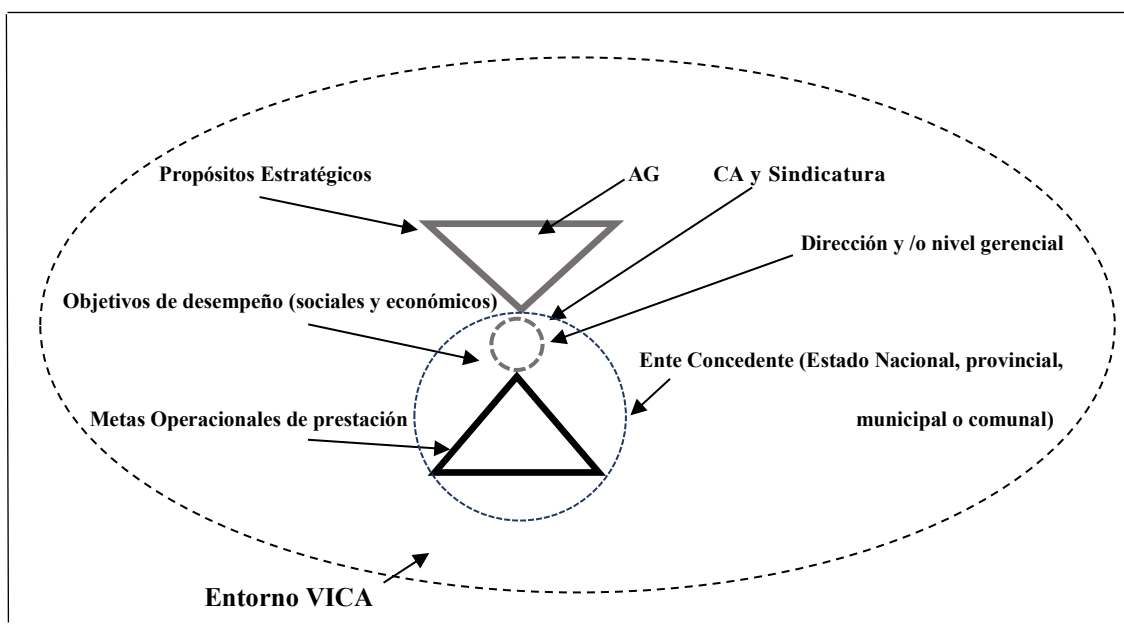 Propósitos Estratégicos
AG
CA y Sindicatura
Dirección y /o nivel gerencial
Objetivos de desempeño (sociales y económicos)
Ente Concedente (Estado Nacional, provincial,
municipal o comunal)
Metas Operacionales de prestación
Entorno VICA